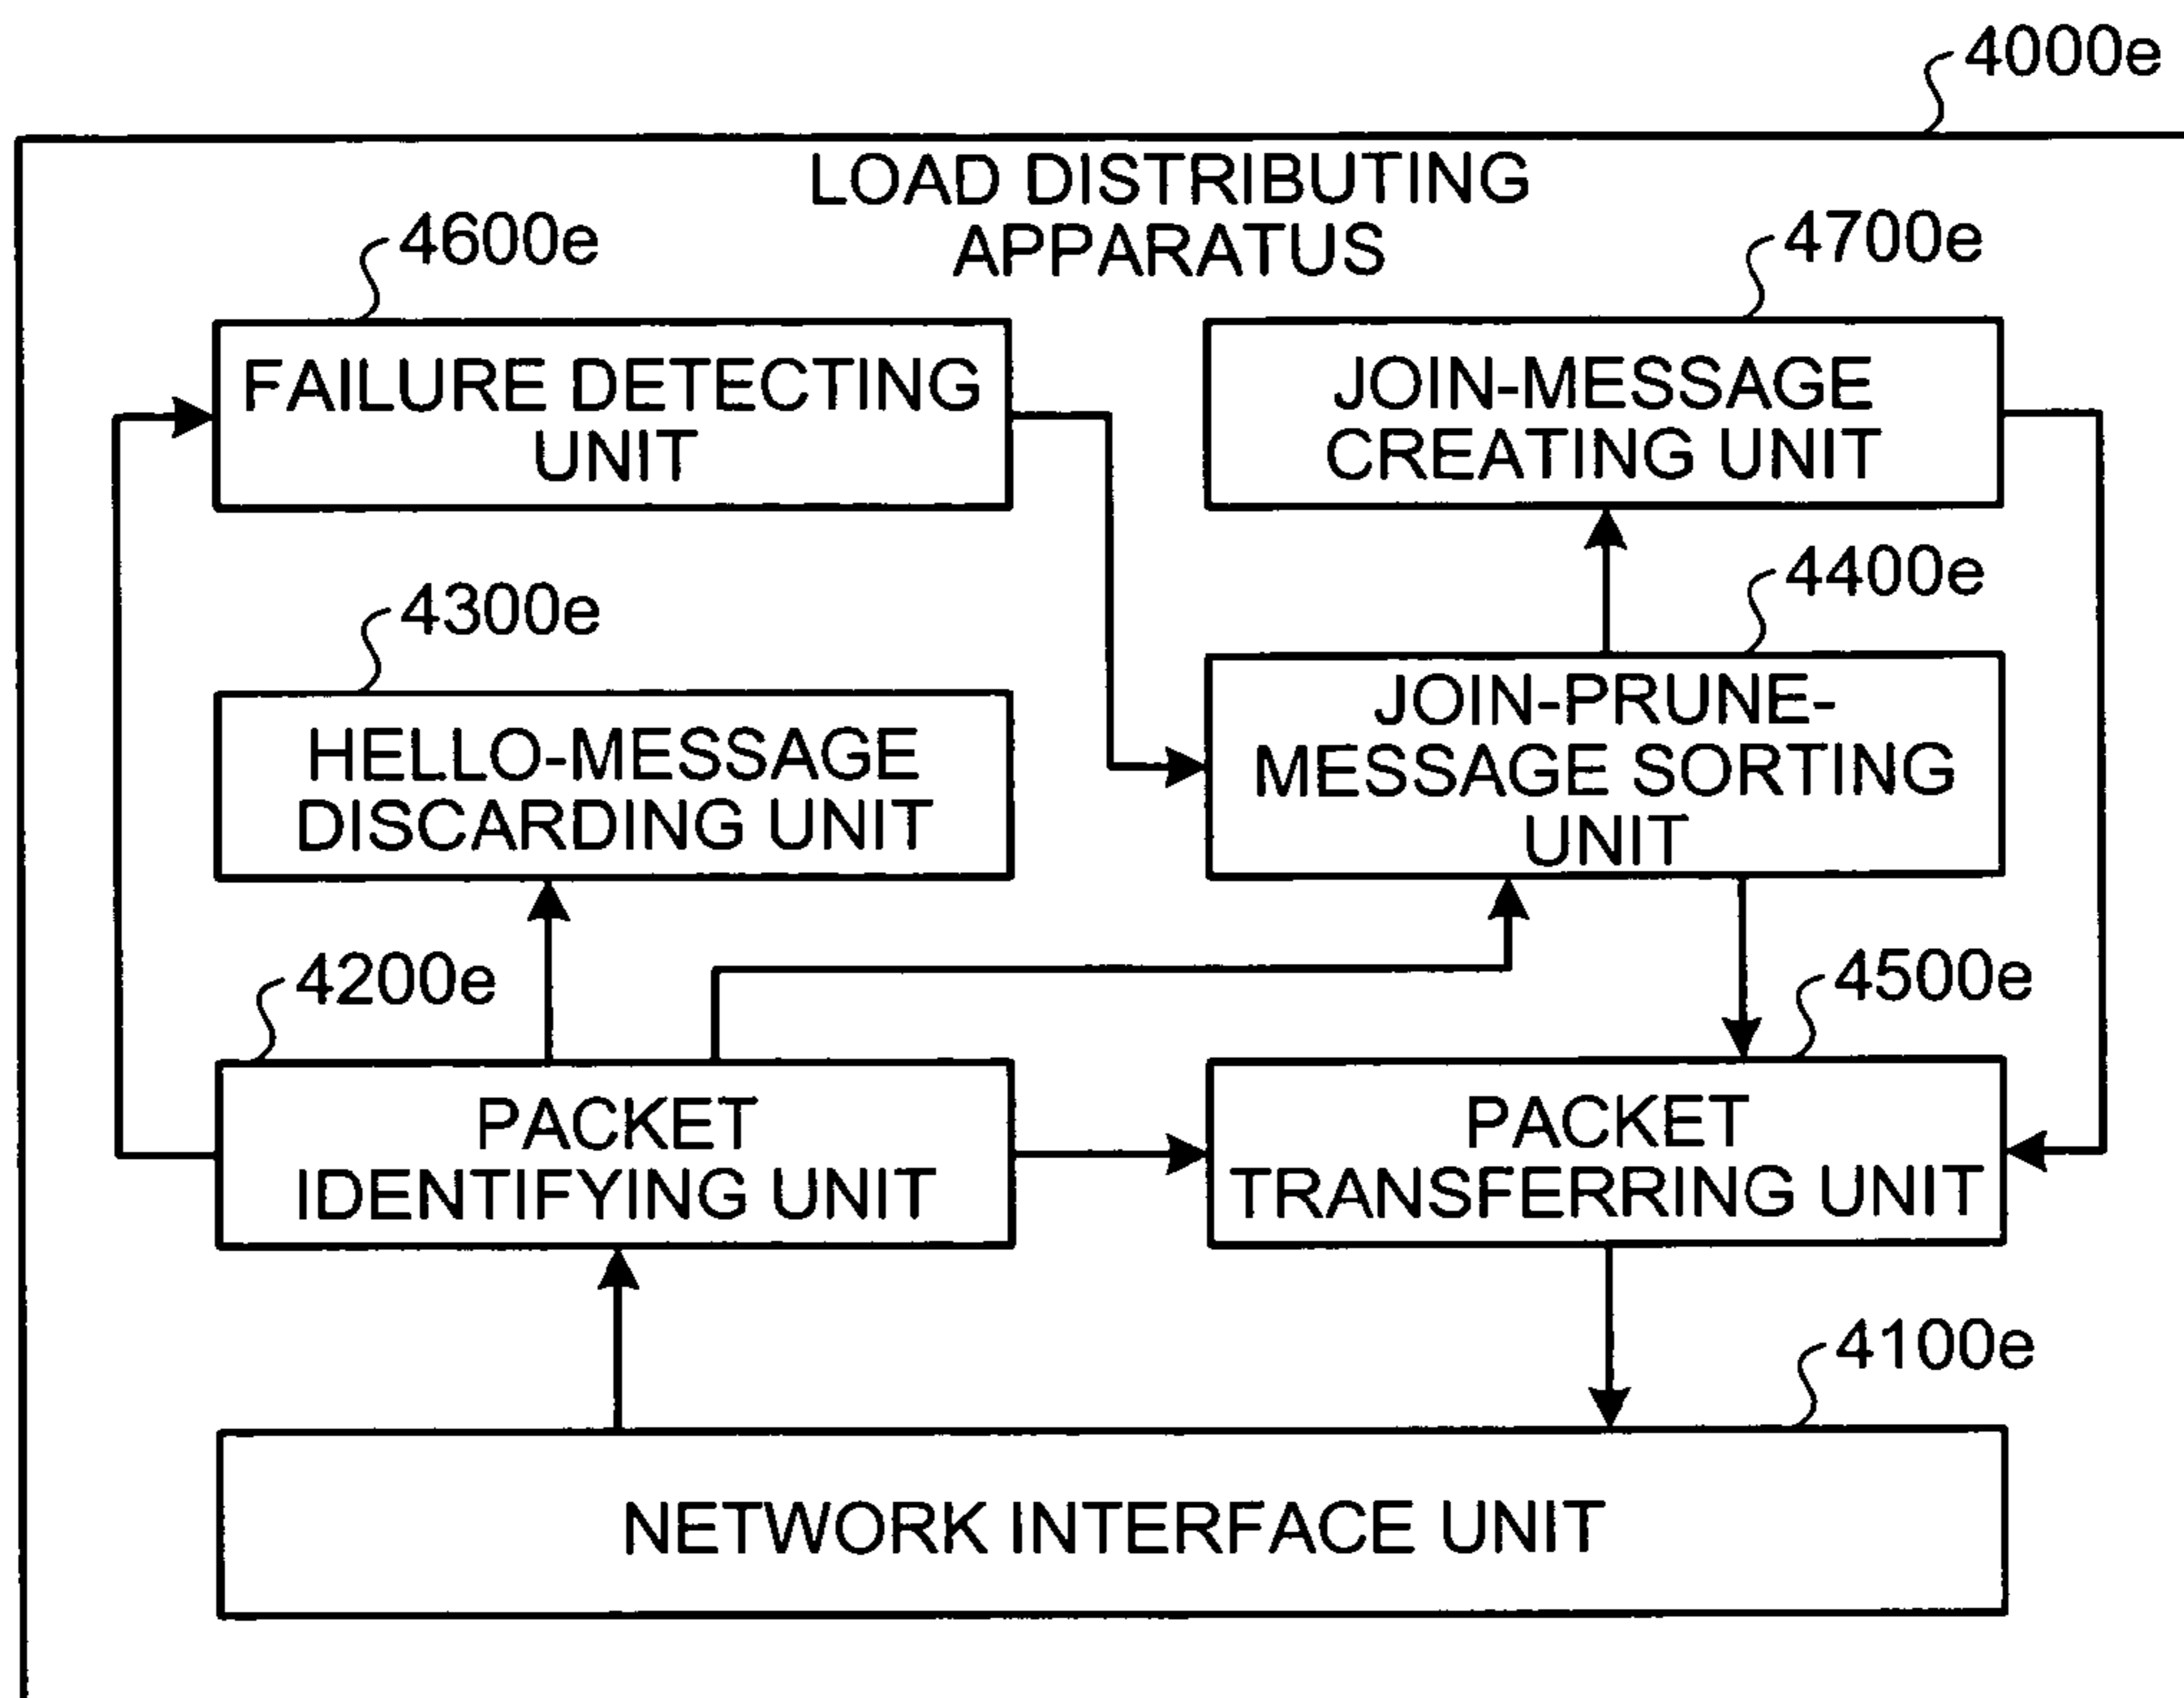 4000e
LOAD DISTRIBUTING
APPARATUS
4600e
4700e
FAILURE DETECTING
UNIT
JOIN-MESSAGE
CREATING UNIT
4300e
4400e
HELLO-MESSAGE
DISCARDING UNIT
JOIN-PRUNE-
MESSAGE SORTING
UNIT
4200e
4500e
PACKET
IDENTIFYING UNIT
PACKET
TRANSFERRING UNIT
4100e
NETWORK INTERFACE UNIT